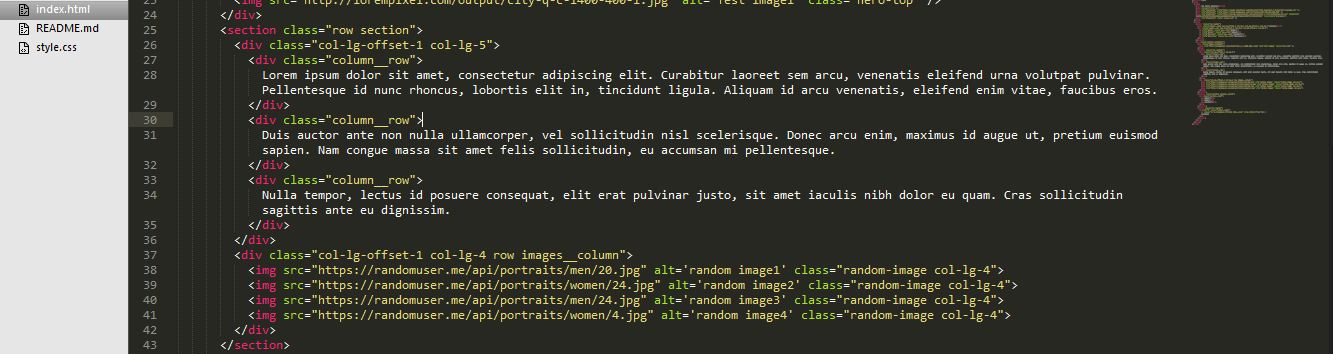 index.html
README.md
style.css
24 </div>
25 <section class="row section">
26 <div class="col-lg-offset-1 col-lg-5">
27 <div class="column__row">
28 Lorem ipsum dolor sit amet, consectetur adipiscing elit. Curabitur laoreet sem arcu, venenatis eleifend urna volutpat pulvinar.
Pellentesque id nunc rhoncus, lobortis elit in, tincidunt ligula. Aliquam id arcu venenatis, eleifend enim vitae, faucibus eros.
29 </div>
30 <div class="column__row">
31 Duis auctor ante non nulla ullamcorper, vel sollicitudin nisl scelerisque. Donec arcu enim, maximus id augue ut, pretium euismod
sapien. Nam congue massa sit amet felis sollicitudin, eu accumsan mi pellentesque.
32 </div>
33 <div class="column__row">
34 Nulla tempor, lectus id posuere consequat, elit erat pulvinar justo, sit amet iaculis nibh dolor eu quam. Cras sollicitudin
sagittis ante eu dignissim.
35 </div>
36 </div>
37 <div class="col-lg-offset-1 col-lg-4 row images__column">
38 <img src="https://randomuser.me/api/portraits/men/20.jpg" alt='random image1' class="random-image col-lg-4">
39 <img src="https://randomuser.me/api/portraits/women/24.jpg" alt='random image2' class="random-image col-lg-4">
40 <img src="https://randomuser.me/api/portraits/men/24.jpg" alt='random image3' class="random-image col-lg-4">
41 <img src="https://randomuser.me/api/portraits/women/4.jpg" alt='random image4' class="random-image col-lg-4">
42 </div>
43 </section>